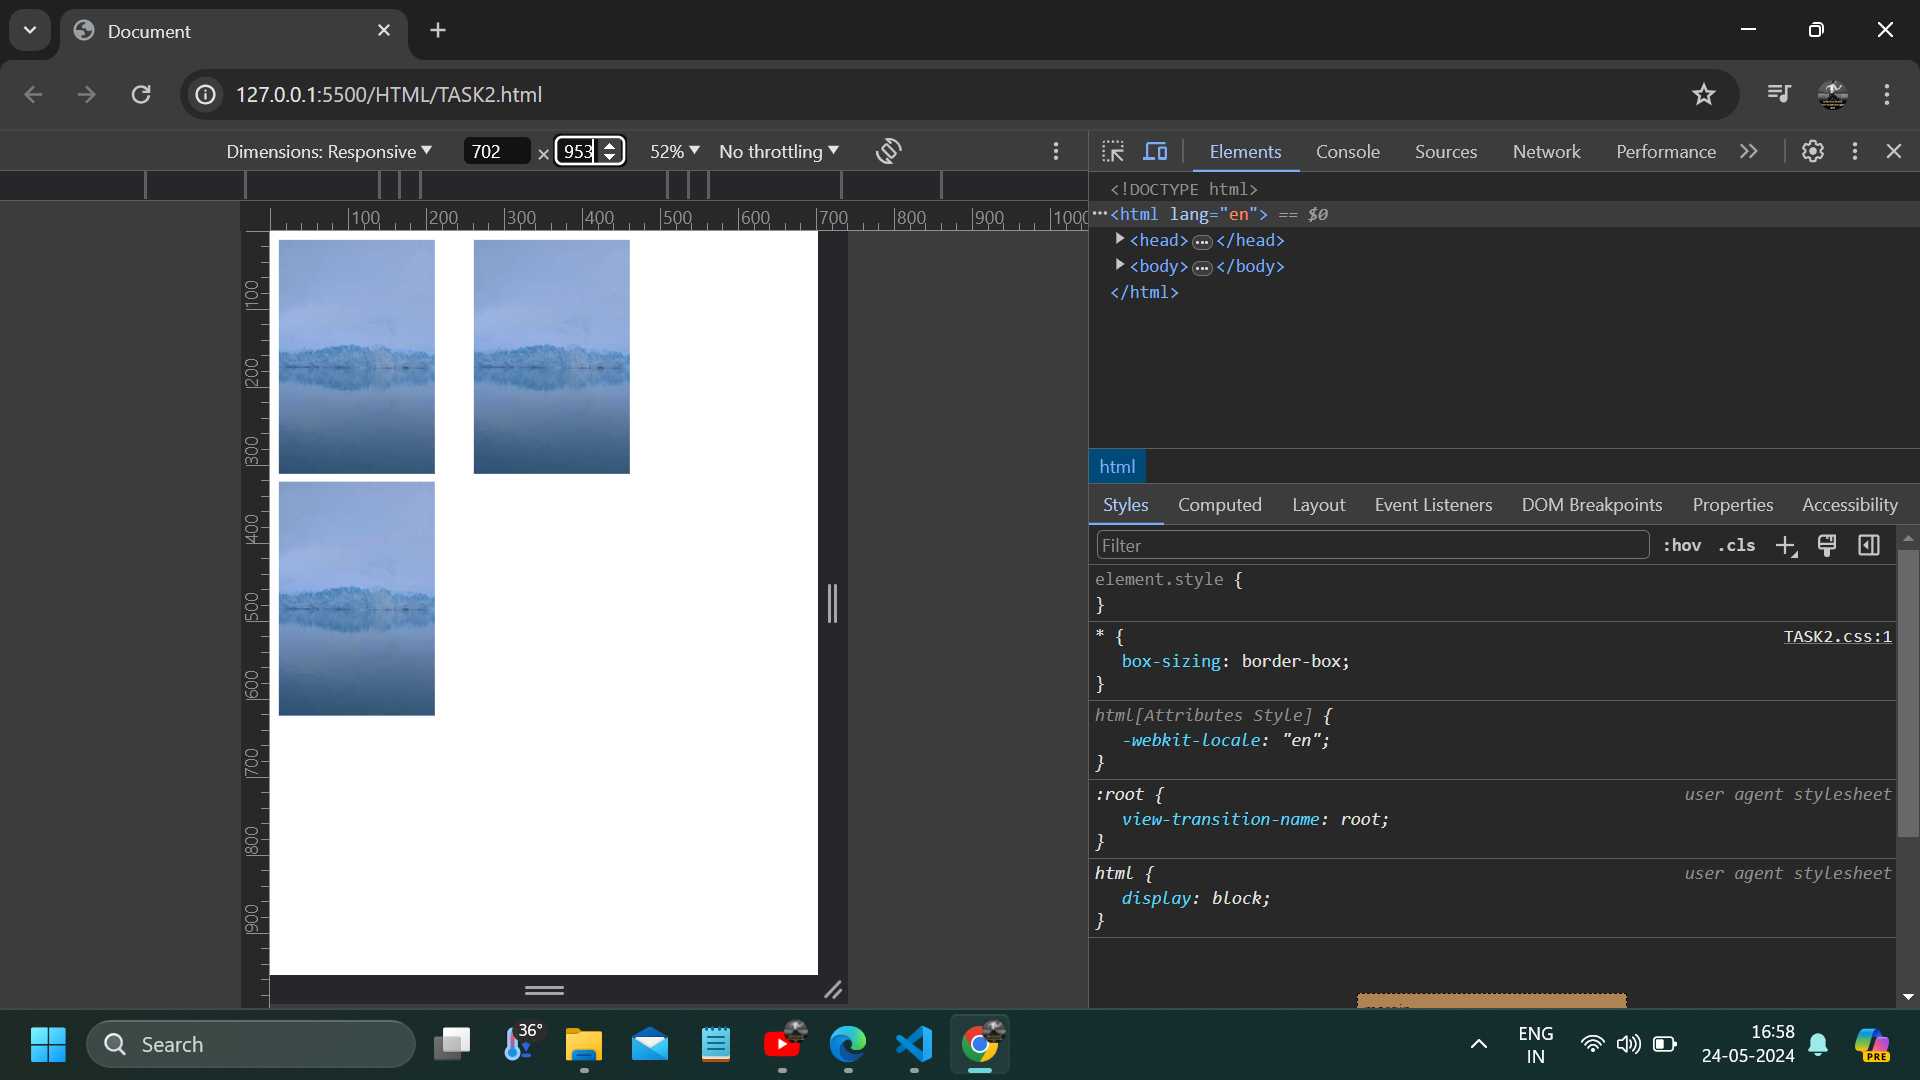 Document
127.0.0.1:5500/HTML/TASK2.html
Dimensions: Responsive 702 × 953 52% No throttling
Elements Console Sources Network Performance
<!DOCTYPE html>
<html lang="en"> == $0
<head> … </head>
<body> … </body>
</html>
100 200 300 400 500 600 700 800 900 1000
100
200
300
400
500
600
700
800
900
html
Styles Computed Layout Event Listeners DOM Breakpoints Properties Accessibility
Filter :hov .cls
element.style {
}
* { TASK2.css:1
box-sizing: border-box;
}
html[Attributes Style] {
-webkit-locale: "en";
}
:root { user agent stylesheet
view-transition-name: root;
}
html { user agent stylesheet
display: block;
}
Search 36° ENG 16:58
IN 24-05-2024 PRE